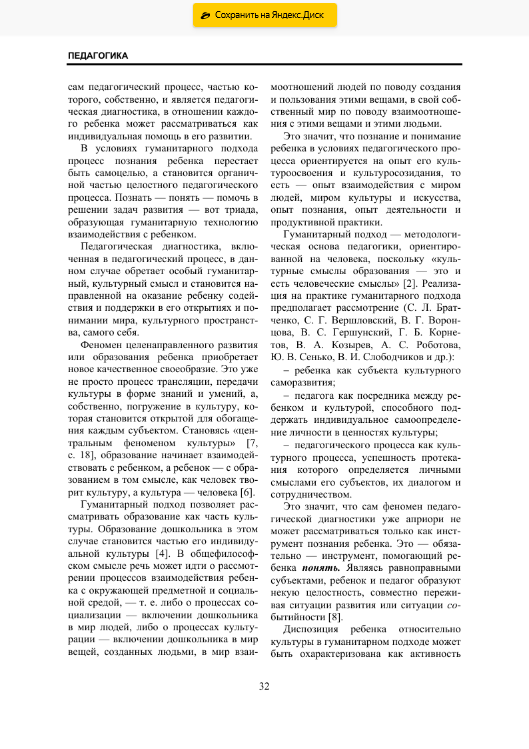 Сохранить на Яндекс.Диск
ПЕДАГОГИКА
сам педагогический процесс, частью ко-
торого, собственно, и является педагоги-
ческая диагностика, в отношении каждо-
го ребенка может рассматриваться как
индивидуальная помощь в его развитии.
В условиях гуманитарного подхода
процесс познания ребенка перестает
быть самоцелью, а становится органич-
ной частью целостного педагогического
процесса. Познать — понять — помочь в
решении задач развития — вот триада,
образующая гуманитарную технологию
взаимодействия с ребенком.
Педагогическая диагностика, вклю-
ченная в педагогический процесс, в дан-
ном случае обретает особый гуманитар-
ный, культурный смысл и становится на-
правленной на оказание ребенку содей-
ствия и поддержки в его открытиях и по-
нимании мира, культурного пространст-
ва, самого себя.
Феномен целенаправленного развития
или образования ребенка приобретает
новое качественное своеобразие. Это уже
не просто процесс трансляции, передачи
культуры в форме знаний и умений, а,
собственно, погружение в культуру, ко-
торая становится открытой для обогаще-
ния каждым субъектом. Становясь «цен-
тральным феноменом культуры» [7,
с. 18], образование начинает взаимодей-
ствовать с ребенком, а ребенок — с обра-
зованием в том смысле, как человек тво-
рит культуру, а культура — человека [6].
Гуманитарный подход позволяет рас-
сматривать образование как часть куль-
туры. Образование дошкольника в этом
случае становится частью его индивиду-
альной культуры [4]. В общефилософ-
ском смысле речь может идти о рассмот-
рении процессов взаимодействия ребен-
ка с окружающей предметной и социаль-
ной средой, — т. е. либо о процессах со-
циализации — включении дошкольника
в мир людей, либо о процессах культу-
рации — включении дошкольника в мир
вещей, созданных людьми, в мир взаи-
моотношений людей по поводу создания
и пользования этими вещами, в свой соб-
ственный мир по поводу взаимоотноше-
ния с этими вещами и этими людьми.
Это значит, что познание и понимание
ребенка в условиях педагогического про-
цесса ориентируется на опыт его куль-
туроосвоения и культуросозидания, то
есть — опыт взаимодействия с миром
людей, миром культуры и искусства,
опыт познания, опыт деятельности и
продуктивной практики.
Гуманитарный подход — методологи-
ческая основа педагогики, ориентиро-
ванной на человека, поскольку «куль-
турные смыслы образования — это и
есть человеческие смыслы» [2]. Реализа-
ция на практике гуманитарного подхода
предполагает рассмотрение (С. Л. Брат-
ченко, С. Г. Вершловский, В. Г. Ворон-
цова, В. С. Гершунский, Г. Б. Корне-
тов, В. А. Козырев, А. С. Роботова,
Ю. В. Сенько, В. И. Слободчиков и др.):
– ребенка как субъекта культурного
саморазвития;
– педагога как посредника между ре-
бенком и культурой, способного под-
держать индивидуальное самоопределе-
ние личности в ценностях культуры;
– педагогического процесса как куль-
турного процесса, успешность протека-
ния которого определяется личными
смыслами его субъектов, их диалогом и
сотрудничеством.
Это значит, что сам феномен педаго-
гической диагностики уже априори не
может рассматриваться только как инст-
румент познания ребенка. Это — обяза-
тельно — инструмент, помогающий ре-
бенка понять. Являясь равноправными
субъектами, ребенок и педагог образуют
некую целостность, совместно пережи-
вая ситуации развития или ситуации со-
бытийности [8].
Диспозиция ребенка относительно
культуры в гуманитарном подходе может
быть охарактеризована как активность
32